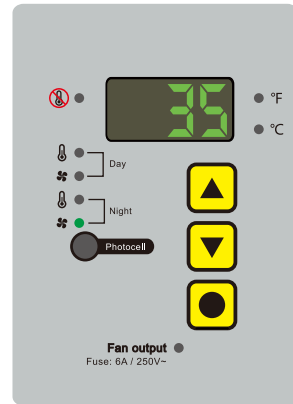 35
°F
°C
Day
Night
Photocell
Fan output
Fuse: 6A / 250V~